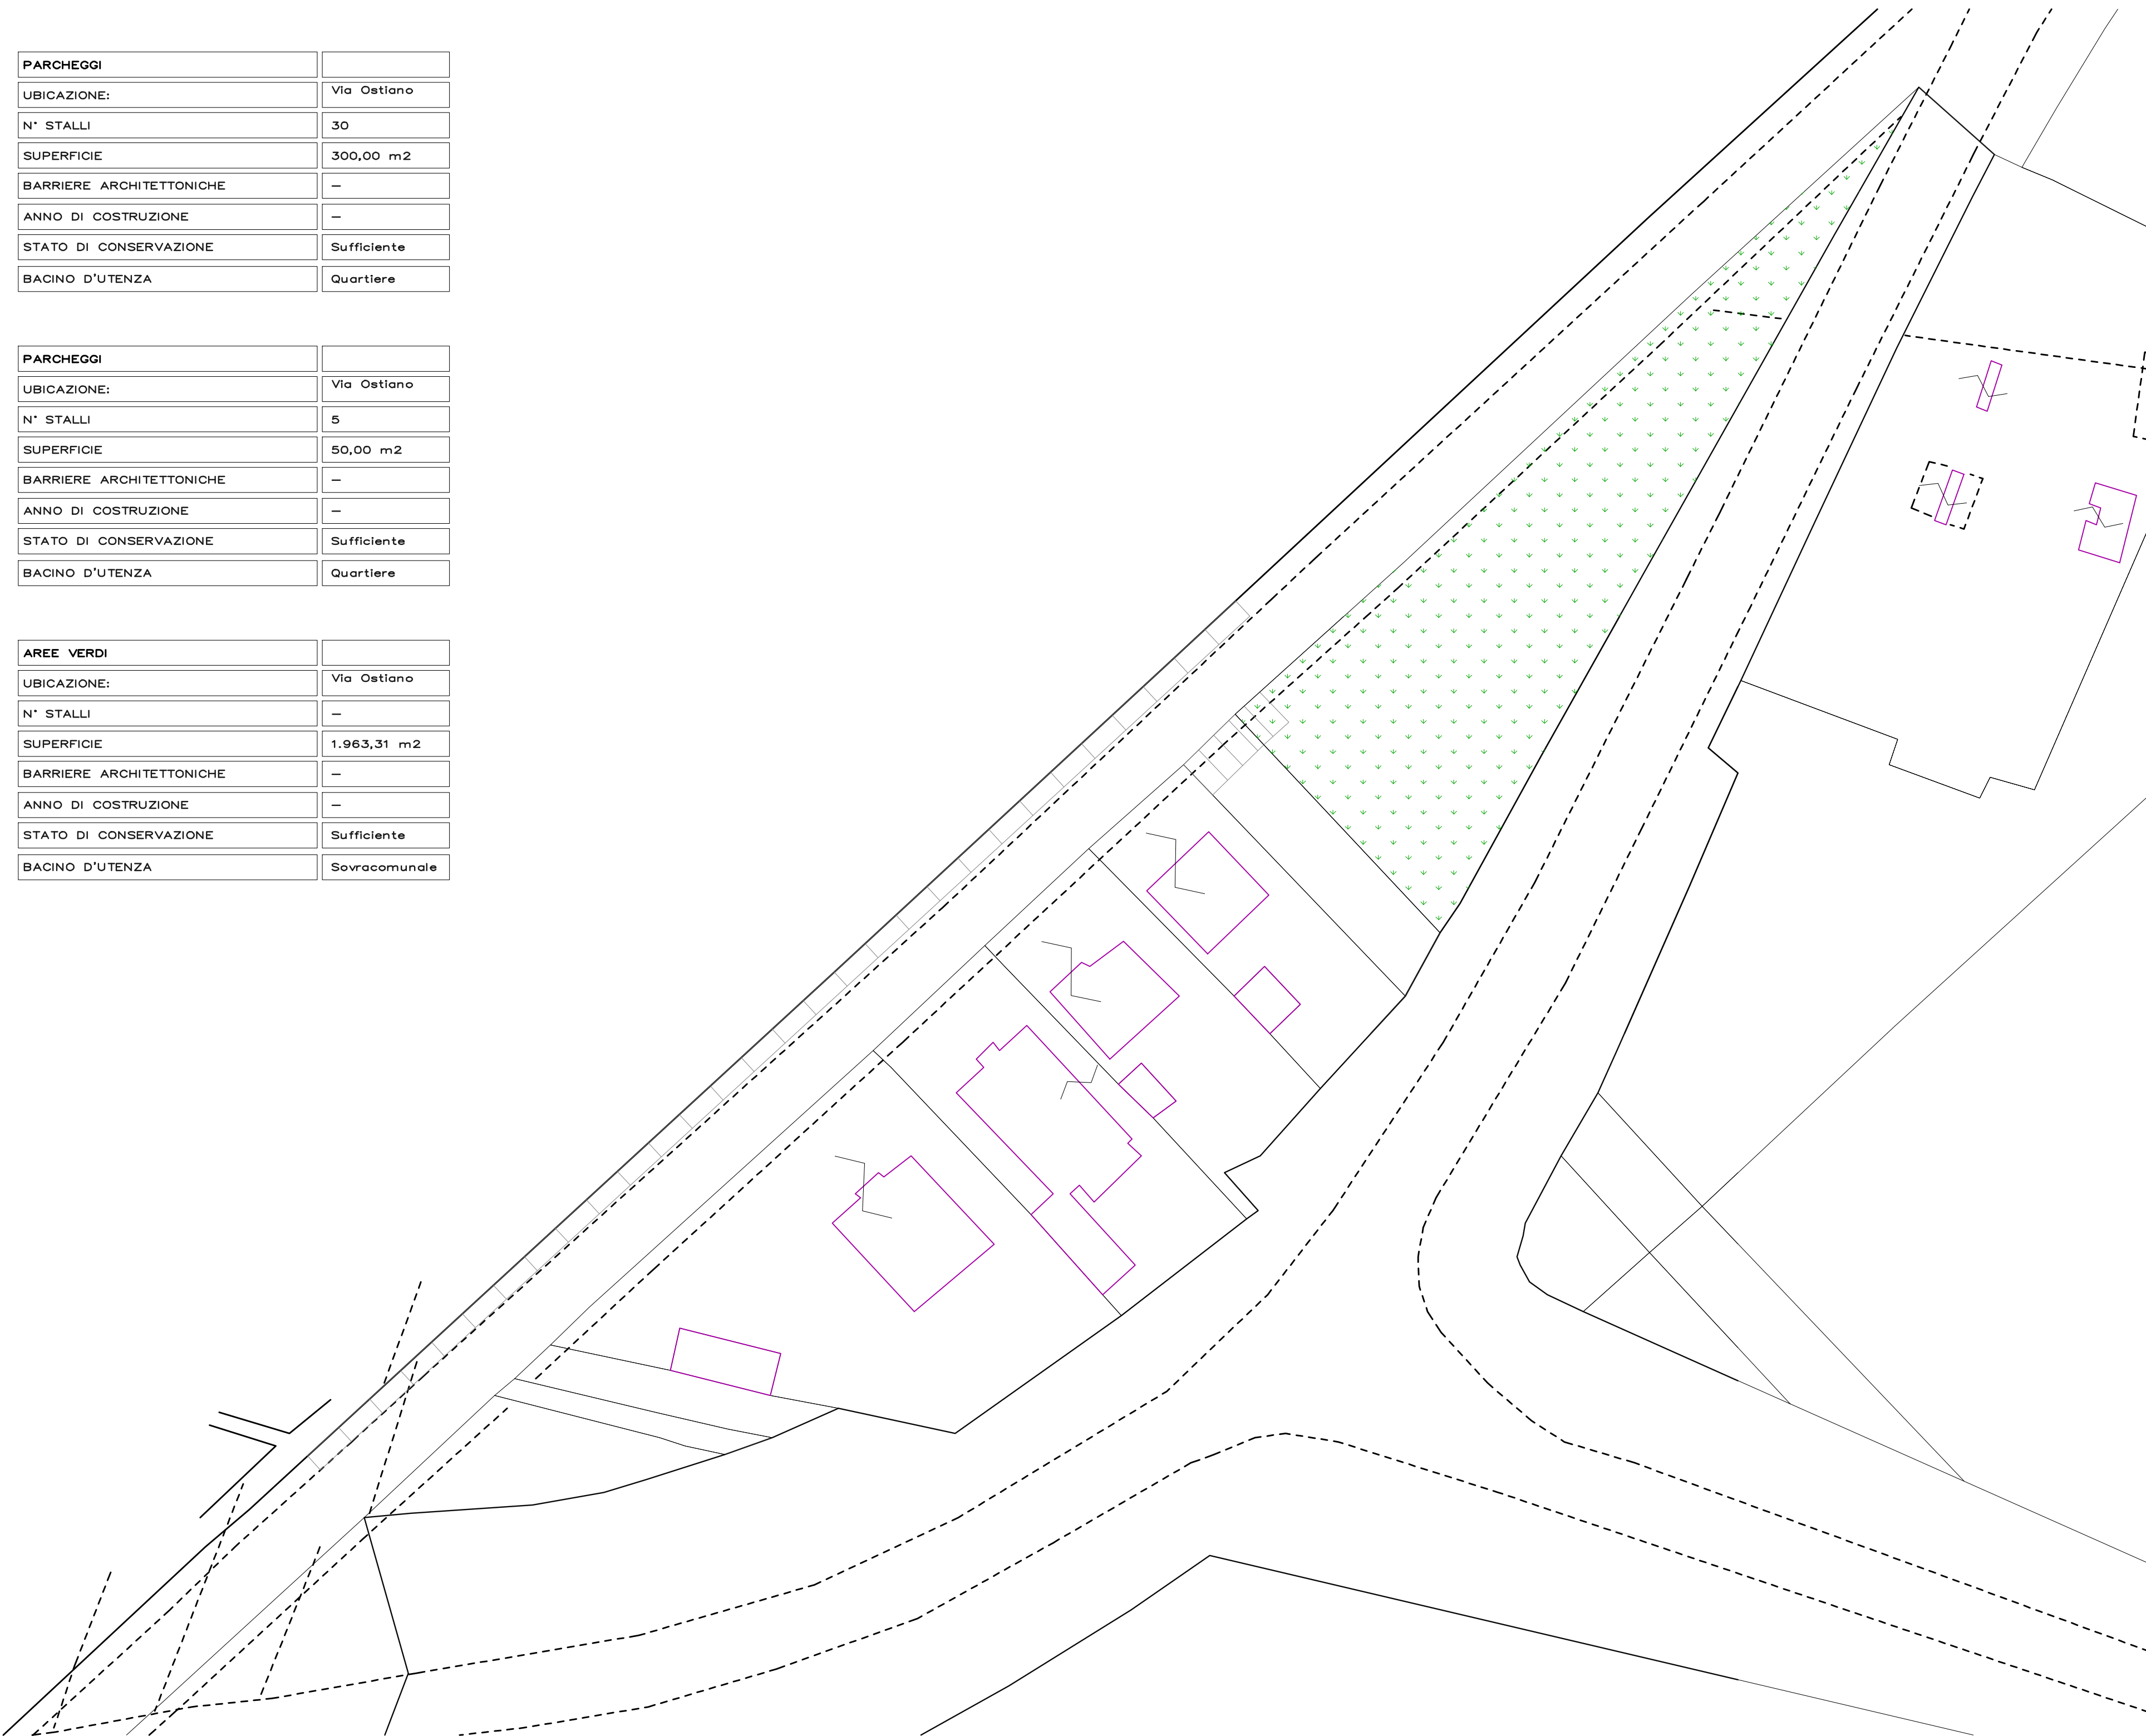 PARCHEGGI
UBICAZIONE: Via Ostiano
N° STALLI 30
SUPERFICIE 300,00 m2
BARRIERE ARCHITETTONICHE –
ANNO DI COSTRUZIONE –
STATO DI CONSERVAZIONE Sufficiente
BACINO D'UTENZA Quartiere
PARCHEGGI
UBICAZIONE: Via Ostiano
N° STALLI 5
SUPERFICIE 50,00 m2
BARRIERE ARCHITETTONICHE –
ANNO DI COSTRUZIONE –
STATO DI CONSERVAZIONE Sufficiente
BACINO D'UTENZA Quartiere
AREE VERDI
UBICAZIONE: Via Ostiano
N° STALLI –
SUPERFICIE 1.963,31 m2
BARRIERE ARCHITETTONICHE –
ANNO DI COSTRUZIONE –
STATO DI CONSERVAZIONE Sufficiente
BACINO D'UTENZA Sovracomunale